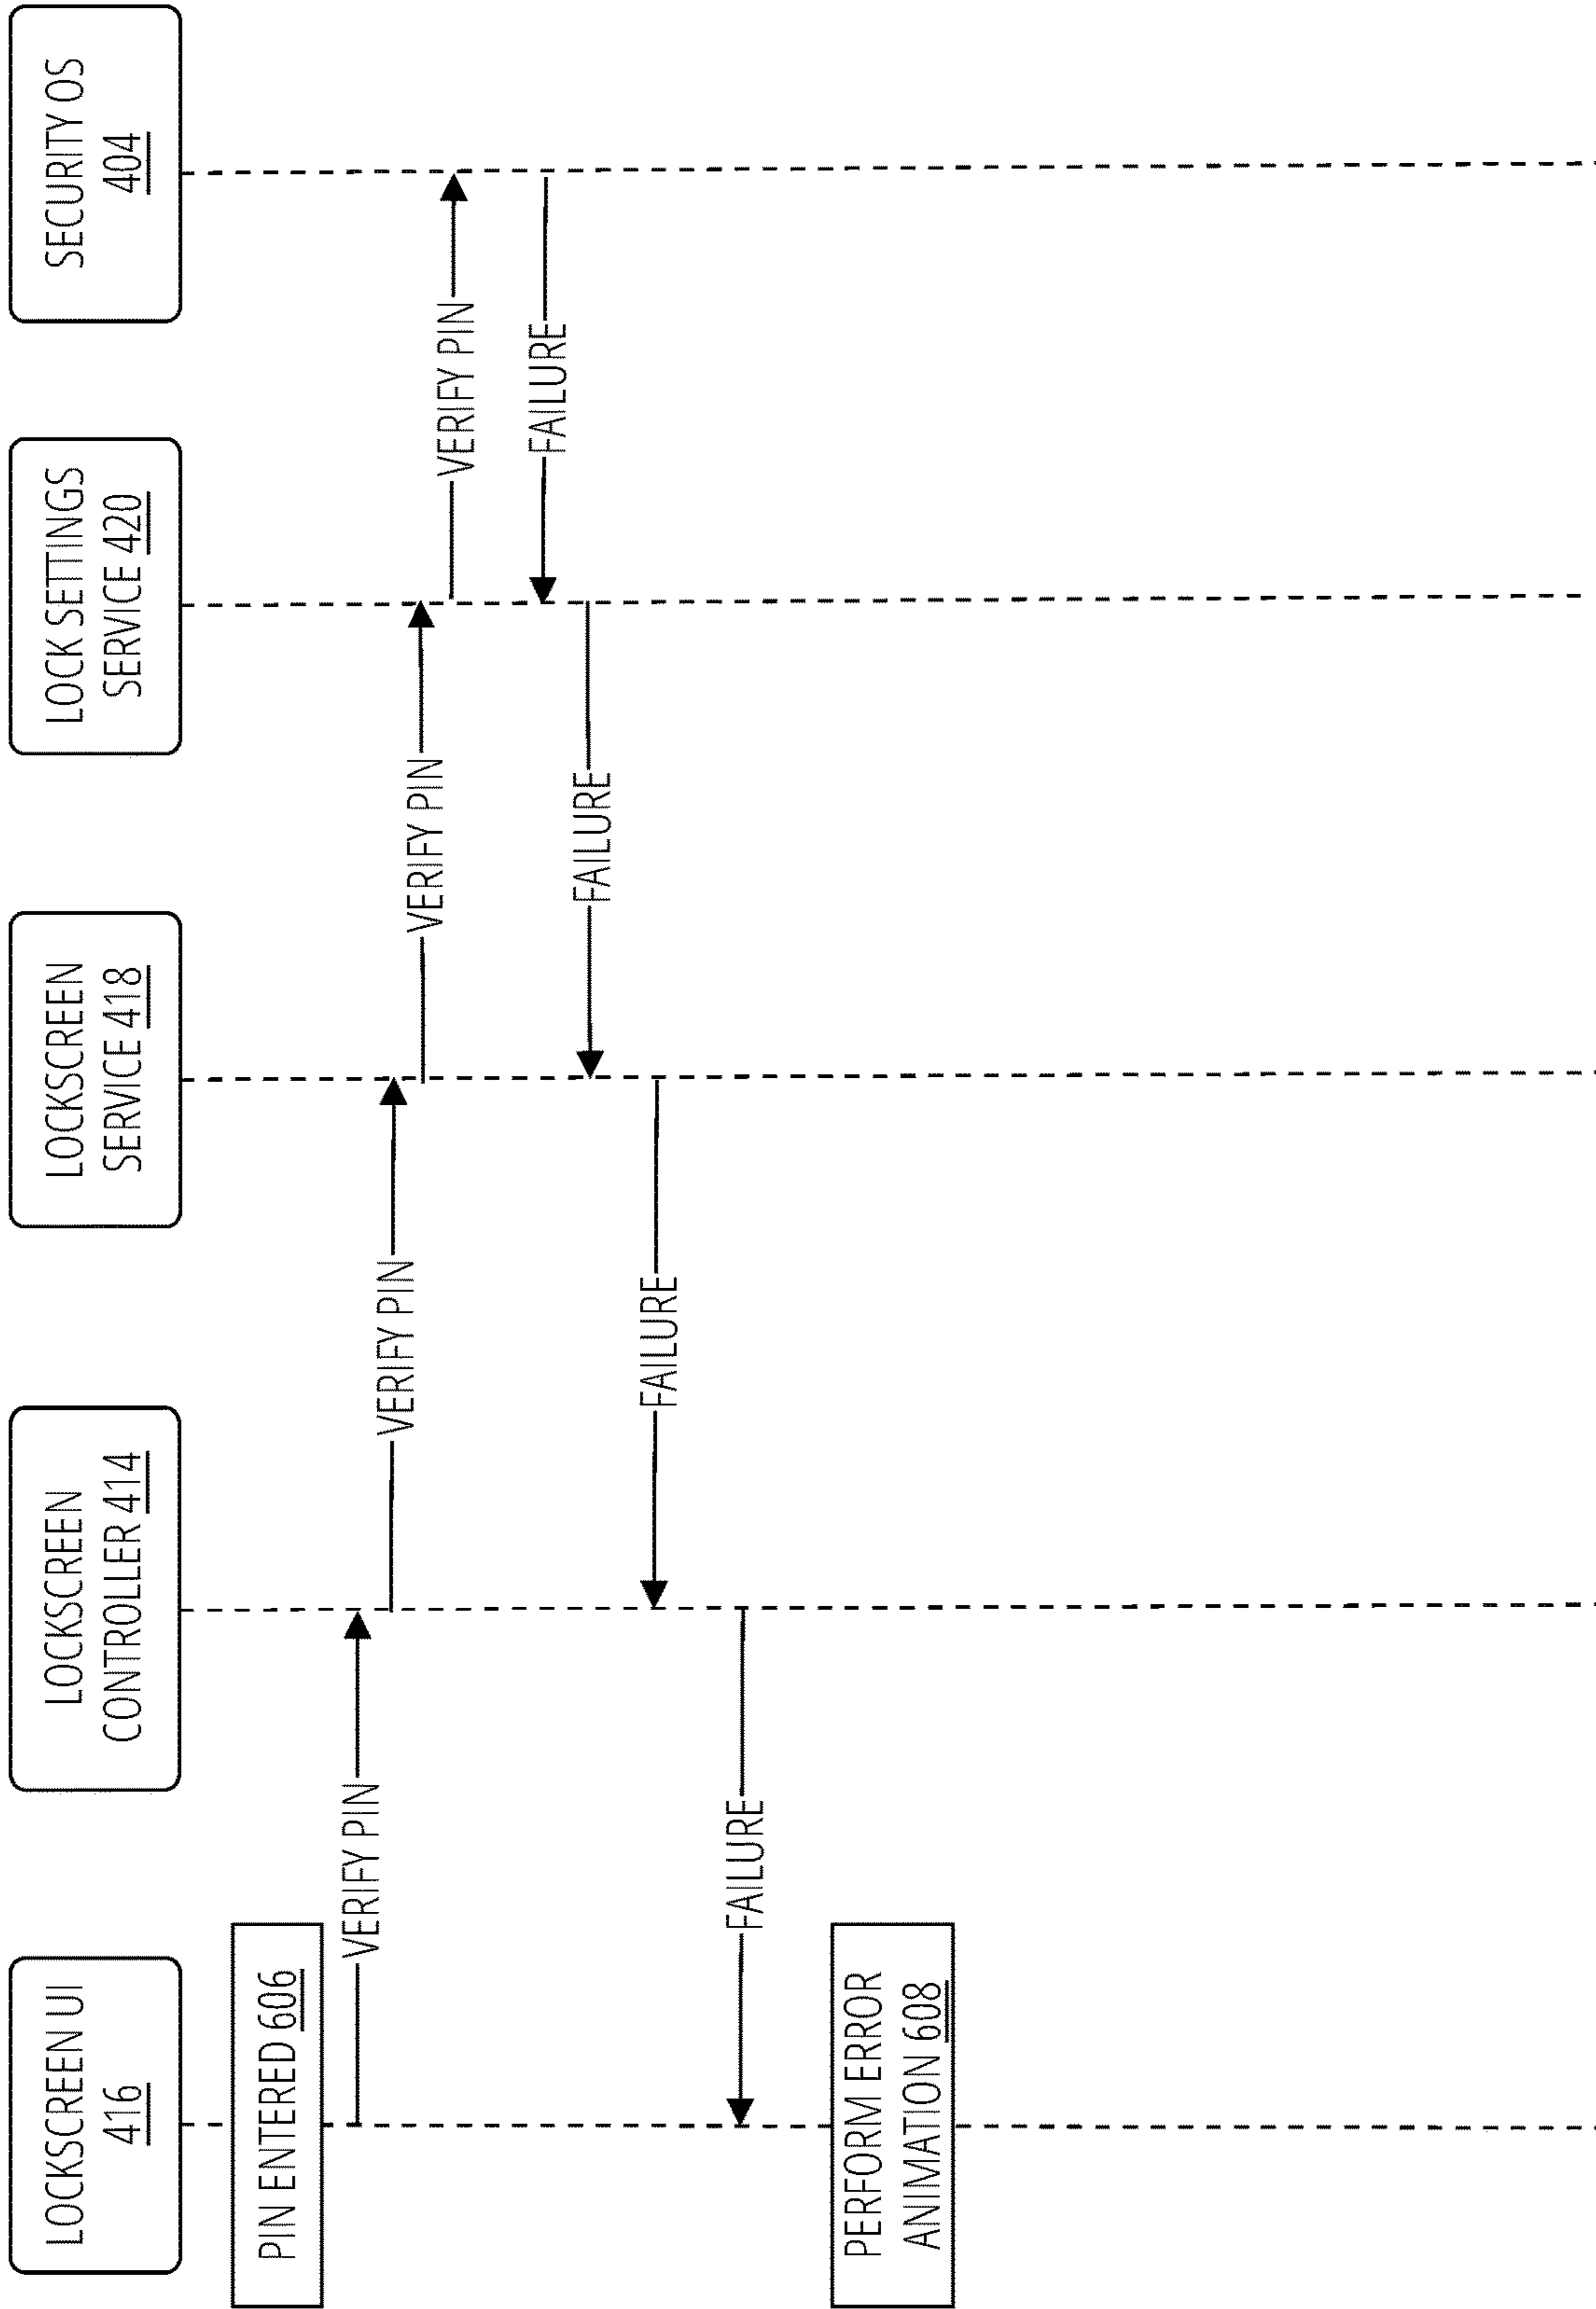 LOCKSCREEN UI
416
LOCKSCREEN
CONTROLLER 414
LOCKSCREEN
SERVICE 418
LOCK SETTINGS
SERVICE 420
SECURITY OS
404
PIN ENTERED 606
VERIFY PIN
VERIFY PIN
VERIFY PIN
VERIFY PIN
FAILURE
FAILURE
FAILURE
FAILURE
PERFORM ERROR
ANIMATION 608